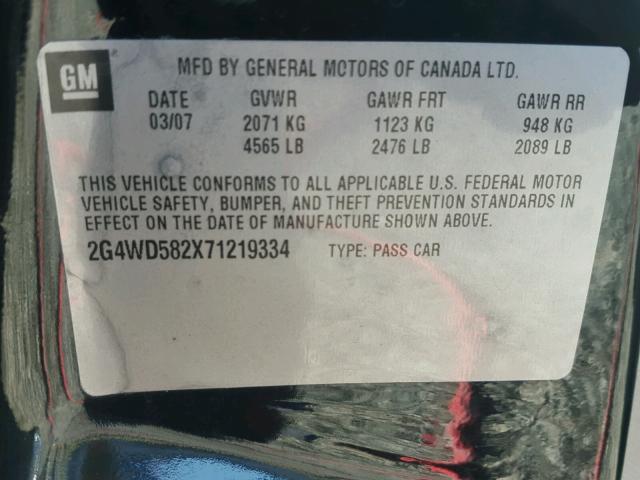 GM
MFD BY GENERAL MOTORS OF CANADA LTD.
DATE GVWR GAWR FRT GAWR RR
03/07 2071 KG 1123 KG 948 KG
4565 LB 2476 LB 2089 LB
THIS VEHICLE CONFORMS TO ALL APPLICABLE U.S. FEDERAL MOTOR
VEHICLE SAFETY, BUMPER, AND THEFT PREVENTION STANDARDS IN
EFFECT ON THE DATE OF MANUFACTURE SHOWN ABOVE.
2G4WD582X71219334 TYPE: PASS CAR